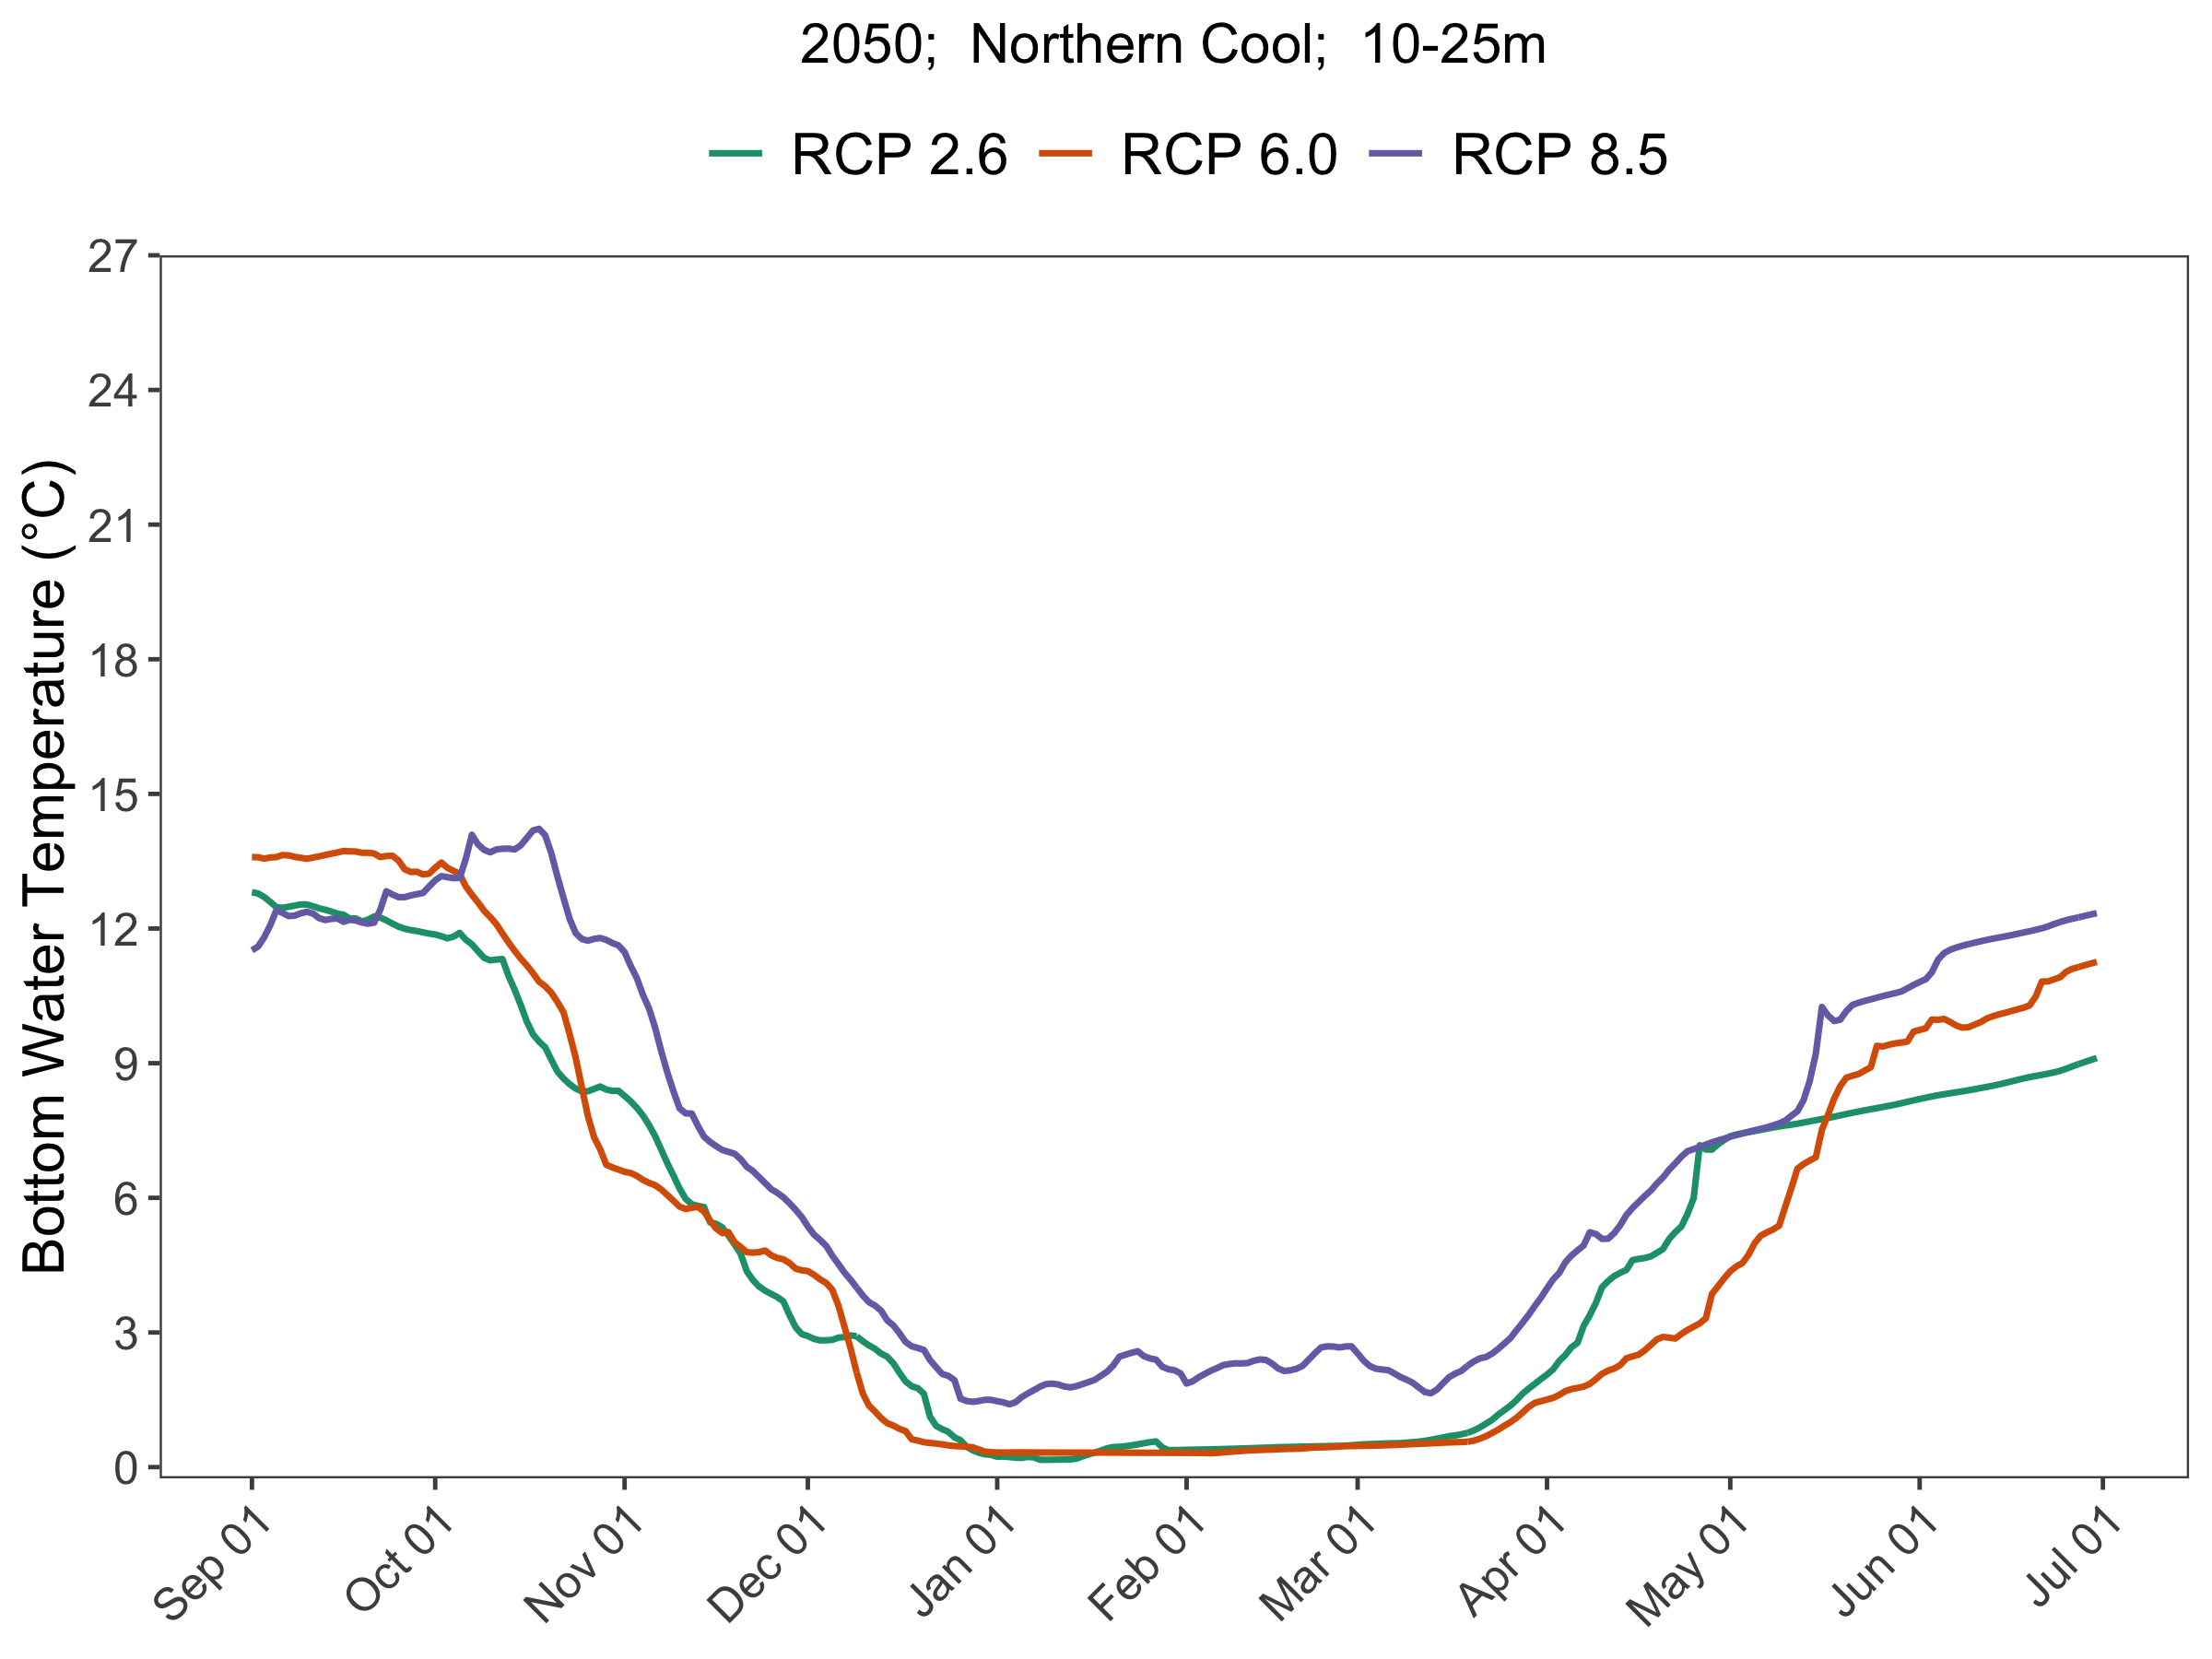 2050;  Northern Cool;  10-25m
RCP 2.6 RCP 6.0 RCP 8.5
Bottom Water Temperature (°C)
27
24
21
18
15
12
9
6
3
0
Sep 01 Oct 01 Nov 01 Dec 01 Jan 01 Feb 01 Mar 01 Apr 01 May 01 Jun 01 Jul 01